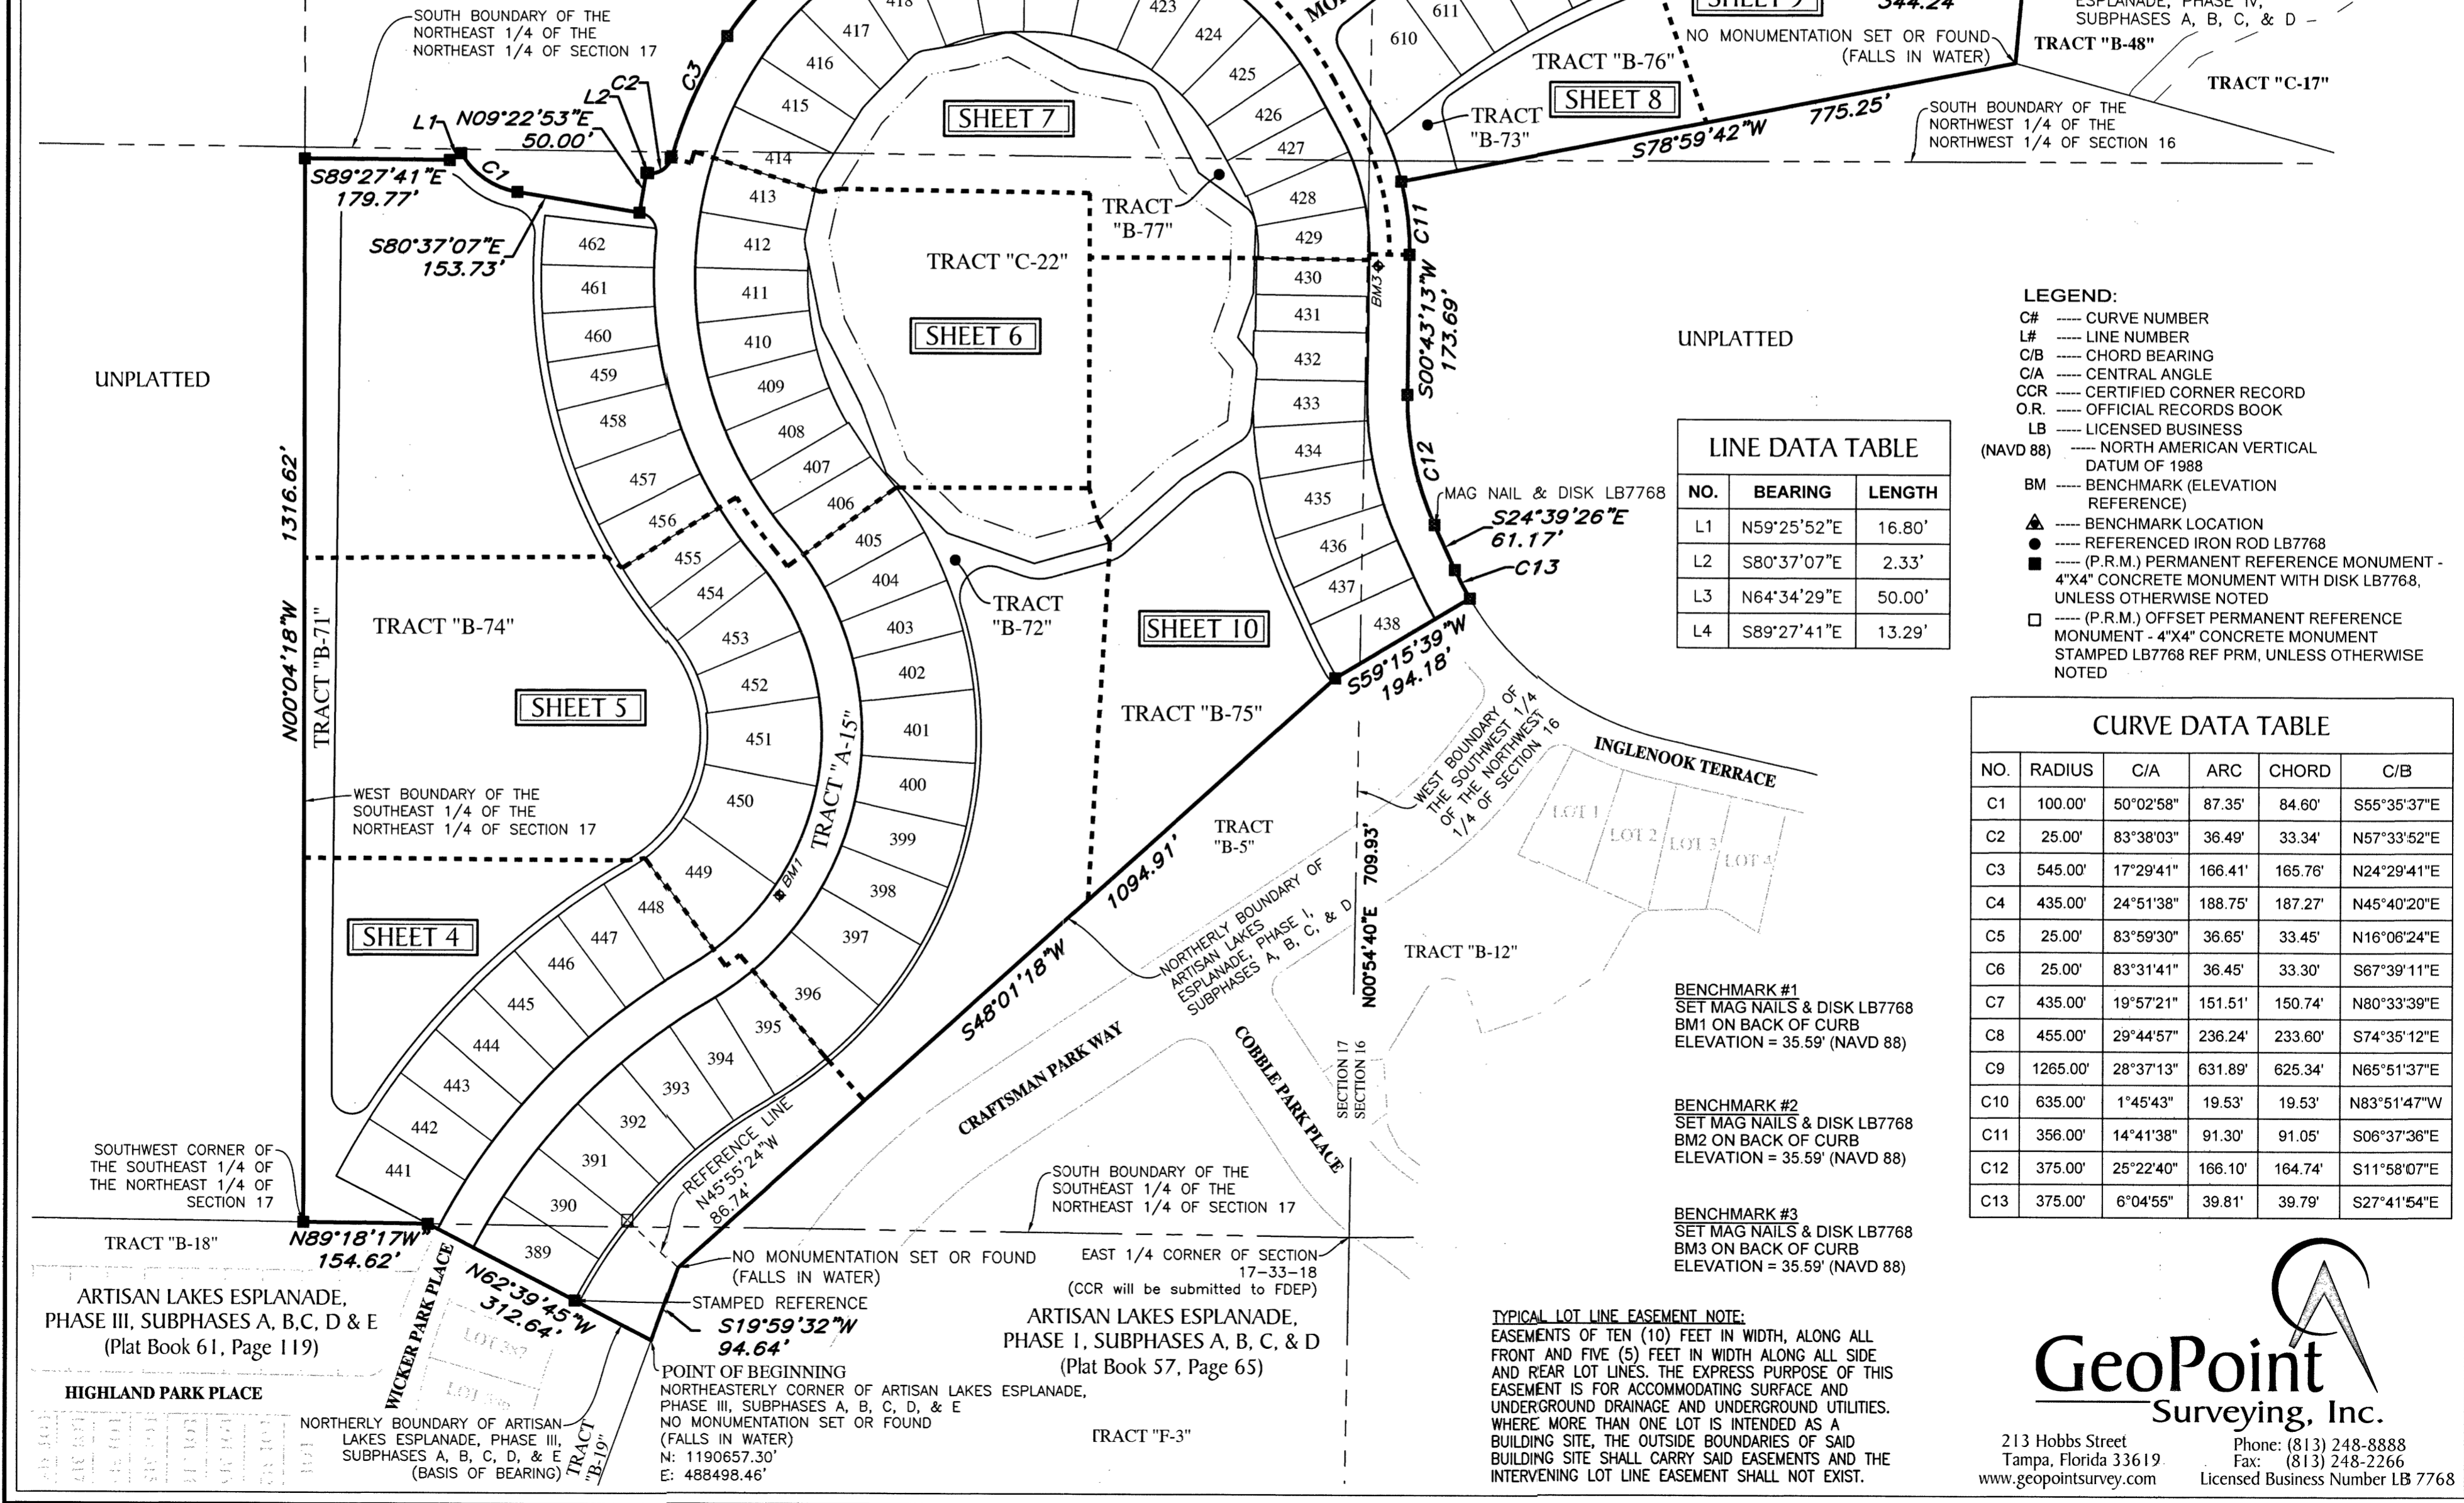 SOUTH BOUNDARY OF THE
NORTHEAST 1/4 OF THE
NORTHEAST 1/4 OF SECTION 17
C3
C2
L2
L1
N09°22'53"E
50.00'
C1
S89°27'41"E
179.77'
S80°37'07"E
153.73'
UNPLATTED
1316.62'
N00°04'18"W
TRACT "B-71"
TRACT "B-74"
SHEET 5
WEST BOUNDARY OF THE
SOUTHEAST 1/4 OF THE
NORTHEAST 1/4 OF SECTION 17
SHEET 4
SOUTHWEST CORNER OF
THE SOUTHEAST 1/4 OF
THE NORTHEAST 1/4 OF
SECTION 17
417
416
415
414
413
412
411
410
409
408
407
406
405
404
403
402
401
400
399
398
397
396
395
394
393
392
391
390
389
462
461
460
459
458
457
456
455
454
453
452
451
450
449
448
447
446
445
444
443
442
441
TRACT "A-15"
BM1
SHEET 7
423
424
425
426
427
428
429
430
431
432
433
434
435
436
437
438
TRACT
"B-77"
TRACT "C-22"
SHEET 6
TRACT
"B-72"
SHEET 10
TRACT "B-75"
611
610
TRACT "B-76"
SHEET 8
TRACT
"B-73"
SHEET 9
344.24'
ESPLANADE, PHASE IV,
SUBPHASES A, B, C, & D
NO MONUMENTATION SET OR FOUND
(FALLS IN WATER)
TRACT "B-48"
TRACT "C-17"
775.25'
S78°59'42"W
SOUTH BOUNDARY OF THE
NORTHWEST 1/4 OF THE
NORTHWEST 1/4 OF SECTION 16
C11
BM3
S00°43'13"W
173.69'
C12
UNPLATTED
MAG NAIL & DISK LB7768
S24°39'26"E
61.17'
C13
S59°15'39"W
194.18'
WEST BOUNDARY OF
THE SOUTHWEST 1/4
OF THE NORTHWEST
1/4 OF SECTION 16
INGLENOOK TERRACE
LOT 1
LOT 2
LOT 3
LOT 4
TRACT
"B-5"
1094.91'
S48°01'18"W
N00°54'40"E 709.93'
NORTHERLY BOUNDARY OF
ARTISAN LAKES
ESPLANADE, PHASE I,
SUBPHASES A, B, C, & D
TRACT "B-12"
CRAFTSMAN PARK WAY
COBBLE PARK PLACE
SECTION 17
SECTION 16
REFERENCE LINE
N45°55'24"W
86.74'
SOUTH BOUNDARY OF THE
SOUTHEAST 1/4 OF THE
NORTHEAST 1/4 OF SECTION 17
TRACT "B-18"
N89°18'17W"
154.62'
N62°39'45"W
312.64'
NO MONUMENTATION SET OR FOUND
(FALLS IN WATER)
STAMPED REFERENCE
S19°59'32"W
94.64'
EAST 1/4 CORNER OF SECTION
17-33-18
(CCR will be submitted to FDEP)
ARTISAN LAKES ESPLANADE,
PHASE III, SUBPHASES A, B,C, D & E
(Plat Book 61, Page 119)
ARTISAN LAKES ESPLANADE,
PHASE I, SUBPHASES A, B, C, & D
(Plat Book 57, Page 65)
HIGHLAND PARK PLACE
WICKER PARK PLACE
LOT 387
POINT OF BEGINNING
NORTHEASTERLY CORNER OF ARTISAN LAKES ESPLANADE,
PHASE III, SUBPHASES A, B, C, D, & E
NO MONUMENTATION SET OR FOUND
(FALLS IN WATER)
N: 1190657.30'
E: 488498.46'
NORTHERLY BOUNDARY OF ARTISAN
LAKES ESPLANADE, PHASE III,
SUBPHASES A, B, C, D, & E
(BASIS OF BEARING)
TRACT
"B-19"
TRACT "F-3"
LEGEND:
C# ----- CURVE NUMBER
L# ----- LINE NUMBER
C/B ----- CHORD BEARING
C/A ----- CENTRAL ANGLE
CCR ----- CERTIFIED CORNER RECORD
O.R. ----- OFFICIAL RECORDS BOOK
LB ----- LICENSED BUSINESS
(NAVD 88) ----- NORTH AMERICAN VERTICAL
DATUM OF 1988
BM ----- BENCHMARK (ELEVATION
REFERENCE)
----- BENCHMARK LOCATION
----- REFERENCED IRON ROD LB7768
----- (P.R.M.) PERMANENT REFERENCE MONUMENT -
4"X4" CONCRETE MONUMENT WITH DISK LB7768,
UNLESS OTHERWISE NOTED
----- (P.R.M.) OFFSET PERMANENT REFERENCE
MONUMENT - 4"X4" CONCRETE MONUMENT
STAMPED LB7768 REF PRM, UNLESS OTHERWISE
NOTED
LINE DATA TABLE
NO. BEARING LENGTH
L1 N59°25'52"E 16.80'
L2 S80°37'07"E 2.33'
L3 N64°34'29"E 50.00'
L4 S89°27'41"E 13.29'
CURVE DATA TABLE
NO. RADIUS C/A ARC CHORD C/B
C1 100.00' 50°02'58" 87.35' 84.60' S55°35'37"E
C2 25.00' 83°38'03" 36.49' 33.34' N57°33'52"E
C3 545.00' 17°29'41" 166.41' 165.76' N24°29'41"E
C4 435.00' 24°51'38" 188.75' 187.27' N45°40'20"E
C5 25.00' 83°59'30" 36.65' 33.45' N16°06'24"E
C6 25.00' 83°31'41" 36.45' 33.30' S67°39'11"E
C7 435.00' 19°57'21" 151.51' 150.74' N80°33'39"E
C8 455.00' 29°44'57" 236.24' 233.60' S74°35'12"E
C9 1265.00' 28°37'13" 631.89' 625.34' N65°51'37"E
C10 635.00' 1°45'43" 19.53' 19.53' N83°51'47"W
C11 356.00' 14°41'38" 91.30' 91.05' S06°37'36"E
C12 375.00' 25°22'40" 166.10' 164.74' S11°58'07"E
C13 375.00' 6°04'55" 39.81' 39.79' S27°41'54"E
BENCHMARK #1
SET MAG NAILS & DISK LB7768
BM1 ON BACK OF CURB
ELEVATION = 35.59' (NAVD 88)
BENCHMARK #2
SET MAG NAILS & DISK LB7768
BM2 ON BACK OF CURB
ELEVATION = 35.59' (NAVD 88)
BENCHMARK #3
SET MAG NAILS & DISK LB7768
BM3 ON BACK OF CURB
ELEVATION = 35.59' (NAVD 88)
TYPICAL LOT LINE EASEMENT NOTE:
EASEMENTS OF TEN (10) FEET IN WIDTH, ALONG ALL
FRONT AND FIVE (5) FEET IN WIDTH ALONG ALL SIDE
AND REAR LOT LINES. THE EXPRESS PURPOSE OF THIS
EASEMENT IS FOR ACCOMMODATING SURFACE AND
UNDERGROUND DRAINAGE AND UNDERGROUND UTILITIES.
WHERE MORE THAN ONE LOT IS INTENDED AS A
BUILDING SITE, THE OUTSIDE BOUNDARIES OF SAID
BUILDING SITE SHALL CARRY SAID EASEMENTS AND THE
INTERVENING LOT LINE EASEMENT SHALL NOT EXIST.
GeoPoint
Surveying, Inc.
213 Hobbs Street
Tampa, Florida 33619
www.geopointsurvey.com
Phone: (813) 248-8888
Fax: (813) 248-2266
Licensed Business Number LB 7768